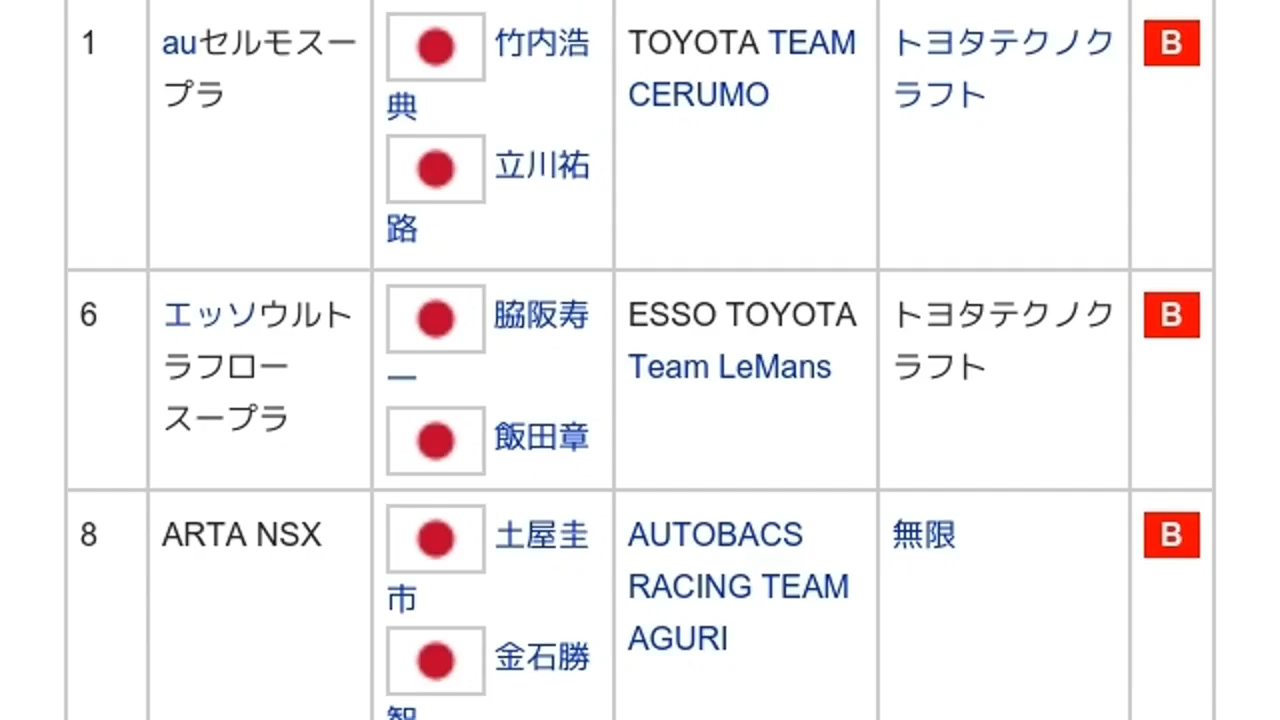 1
auセルモスー
プラ
竹内浩
典
立川祐
路
TOYOTA TEAM
CERUMO
トヨタテクノク
ラフト
B
6
エッソウルト
ラフロー
スープラ
脇阪寿
一
飯田章
ESSO TOYOTA
Team LeMans
トヨタテクノク
ラフト
B
8
ARTA NSX
土屋圭
市
金石勝
智
AUTOBACS
RACING TEAM
AGURI
無限
B